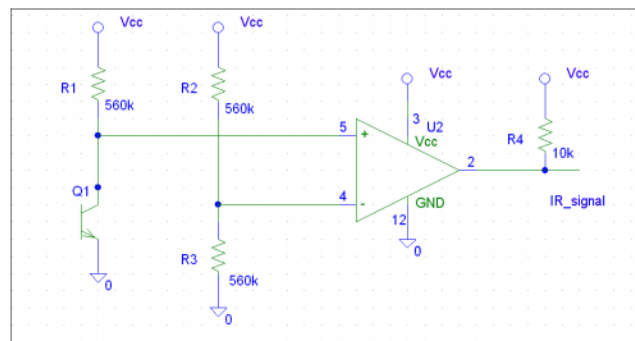 Vcc
Vcc
R1
560k
R2
560k
Vcc
Vcc
3
U2
Vcc
R4
10k
5
+
2
Q1
4
-
GND
IR_signal
12
0
R3
560k
0
0